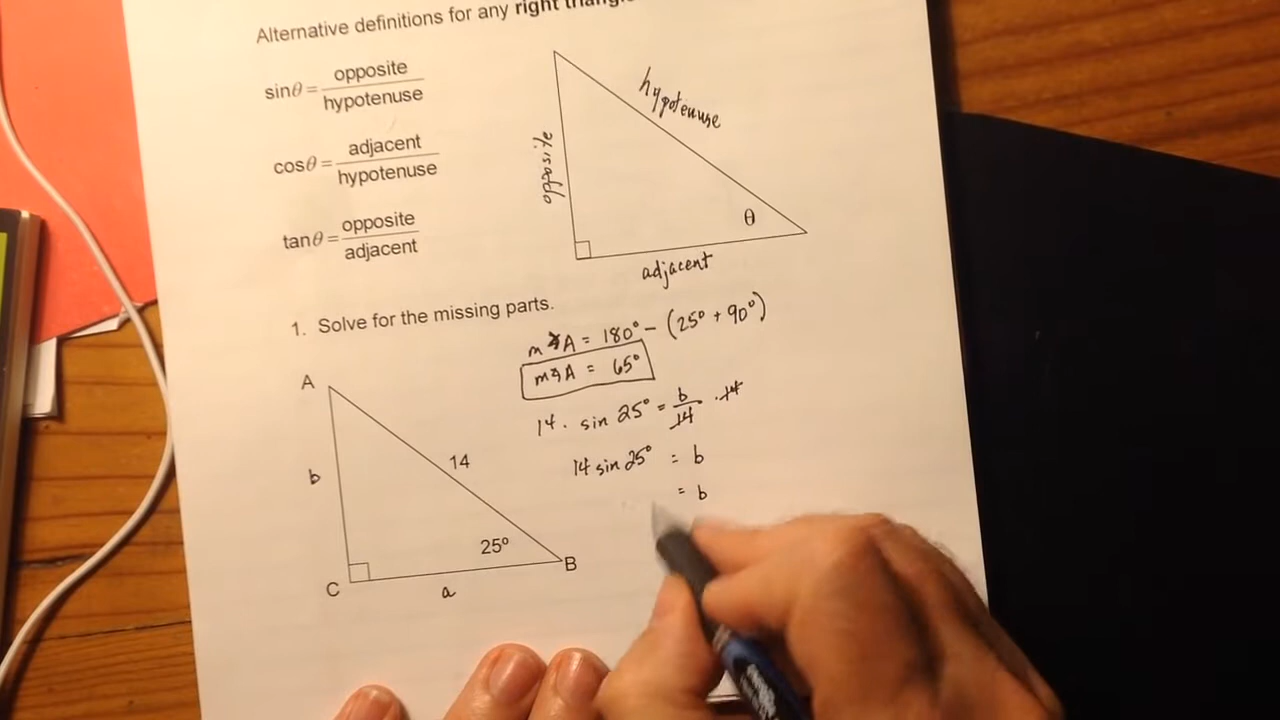 Alternative definitions for any right triangle
sinθ = opposite / hypotenuse
hypotenuse
opposite
θ
adjacent
cosθ = adjacent / hypotenuse
tanθ = opposite / adjacent
1. Solve for the missing parts.
m∡A = 180° - (25° + 90°)
m∡A = 65°
14 · sin 25° = b/14 · 14
14 sin 25° = b
= b
A
b
14
25°
B
C
a